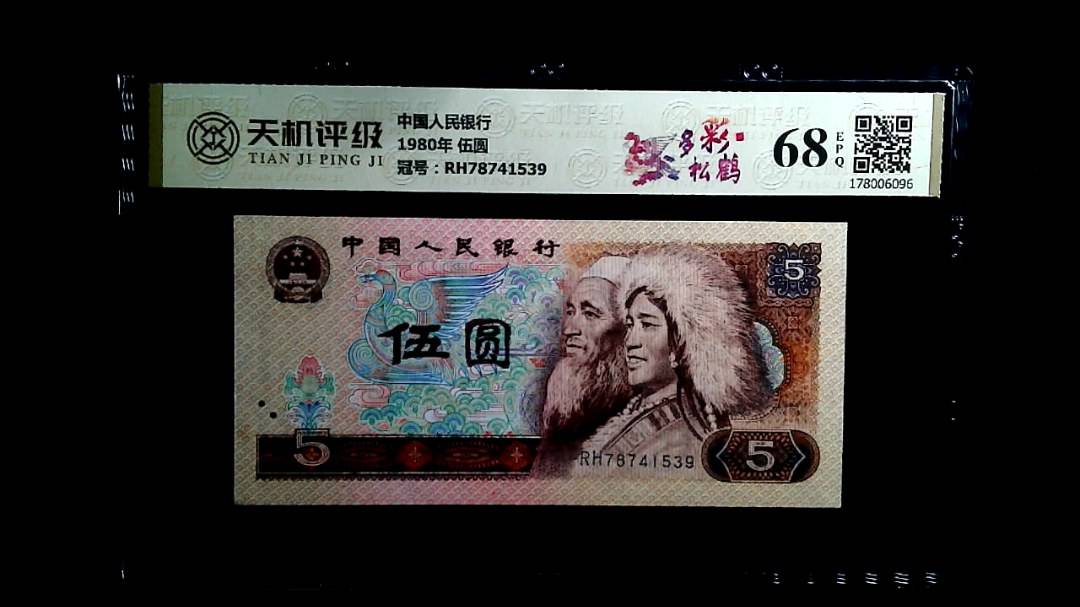 天机评级
TIAN JI PING JI
中国人民银行
1980年 伍圆
冠号：RH78741539
多彩
松鹤
68
EPQ
178006096
中国人民银行
5
伍圆
5
RH78741539
5